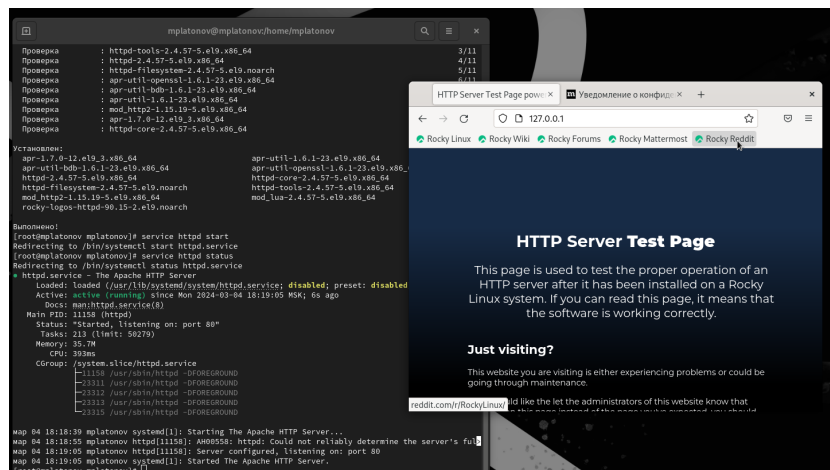 mplatonov@mplatonov:/home/mplatonov
Проверка : httpd-tools-2.4.57-5.el9.x86_64 3/11
Проверка : httpd-2.4.57-5.el9.x86_64 4/11
Проверка : httpd-filesystem-2.4.57-5.el9.noarch 5/11
Проверка : apr-util-openssl-1.6.1-23.el9.x86_64 6/11
Проверка : apr-util-bdb-1.6.1-23.el9.x86_64
Проверка : apr-util-1.6.1-23.el9.x86_64
Проверка : mod_http2-1.15.19-5.el9.x86_64
Проверка : apr-1.7.0-12.el9_3.x86_64
Проверка : httpd-core-2.4.57-5.el9.x86_64
Установлен:
apr-1.7.0-12.el9_3.x86_64 apr-util-1.6.1-23.el9.x86_64
apr-util-bdb-1.6.1-23.el9.x86_64 apr-util-openssl-1.6.1-23.el9.x86_
httpd-2.4.57-5.el9.x86_64 httpd-core-2.4.57-5.el9.x86_64
httpd-filesystem-2.4.57-5.el9.noarch httpd-tools-2.4.57-5.el9.x86_64
mod_http2-1.15.19-5.el9.x86_64 mod_lua-2.4.57-5.el9.x86_64
rocky-logos-httpd-90.15-2.el9.noarch
Выполнено!
[root@mplatonov mplatonov]# service httpd start
Redirecting to /bin/systemctl start httpd.service
[root@mplatonov mplatonov]# service httpd status
Redirecting to /bin/systemctl status httpd.service
● httpd.service - The Apache HTTP Server
Loaded: loaded (/usr/lib/systemd/system/httpd.service; disabled; preset: disabled
Active: active (running) since Mon 2024-03-04 18:19:05 MSK; 6s ago
Docs: man:httpd.service(8)
Main PID: 11158 (httpd)
Status: "Started, listening on: port 80"
Tasks: 213 (limit: 50279)
Memory: 35.7M
CPU: 393ms
CGroup: /system.slice/httpd.service
├─11158 /usr/sbin/httpd -DFOREGROUND
├─23311 /usr/sbin/httpd -DFOREGROUND
├─23312 /usr/sbin/httpd -DFOREGROUND
├─23313 /usr/sbin/httpd -DFOREGROUND
└─23315 /usr/sbin/httpd -DFOREGROUND
мар 04 18:18:39 mplatonov systemd[1]: Starting The Apache HTTP Server...
мар 04 18:18:55 mplatonov httpd[11158]: AH00558: httpd: Could not reliably determine the server's ful>
мар 04 18:19:05 mplatonov httpd[11158]: Server configured, listening on: port 80
мар 04 18:19:05 mplatonov systemd[1]: Started The Apache HTTP Server.
HTTP Server Test Page powe Уведомление о конфиде
127.0.0.1
Rocky Linux Rocky Wiki Rocky Forums Rocky Mattermost Rocky Reddit
HTTP Server Test Page
This page is used to test the proper operation of an
HTTP server after it has been installed on a Rocky
Linux system. If you can read this page, it means that
the software is working correctly.
Just visiting?
This website you are visiting is either experiencing problems or could be
going through maintenance.
like the let the administrators of this website know that
reddit.com/r/RockyLinux/